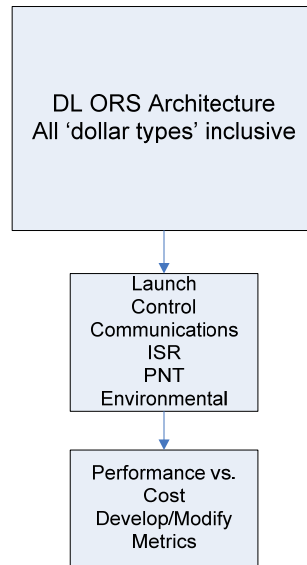 DL ORS Architecture
All ‘dollar types’ inclusive
Launch
Control
Communications
ISR
PNT
Environmental
Performance vs.
Cost
Develop/Modify
Metrics